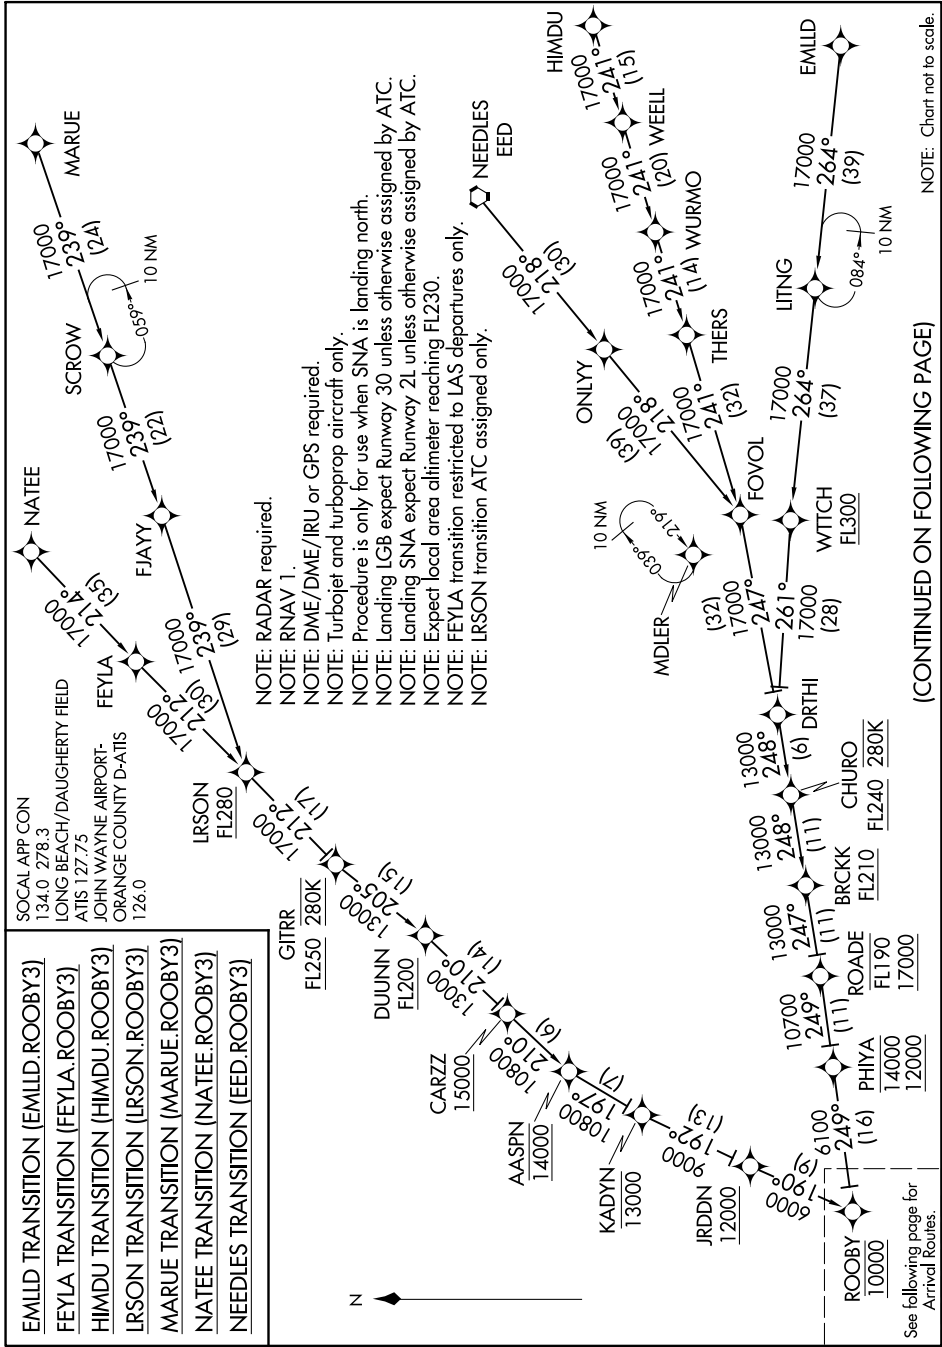 EMLLD TRANSITION (EMLLD.ROOBY3)
FEYLA TRANSITION (FEYLA.ROOBY3)
HIMDU TRANSITION (HIMDU.ROOBY3)
LRSON TRANSITION (LRSON.ROOBY3)
MARUE TRANSITION (MARUE.ROOBY3)
NATEE TRANSITION (NATEE.ROOBY3)
NEEDLES TRANSITION (EED.ROOBY3)
SOCAL APP CON
134.0 278.3
LONG BEACH/DAUGHERTY FIELD
ATIS 127.75
JOHN WAYNE AIRPORT-
ORANGE COUNTY D-ATIS
126.0
NATEE
17000
214°
(35)
FEYLA
17000
212°
(30)
MARUE
17000
239°
(24)
10 NM
059°
SCROW
17000
239°
(22)
FJAYY
17000
239°
(29)
LRSON
FL280
17000
212°
(17)
GITRR
FL250 280K
13000
205°
(15)
DUUNN
FL200
13000
210°
(14)
CARZZ
15000
10800
210°
(6)
AASPN
14000
10800
197°
(7)
KADYN
13000
9000
192°
(13)
JRDDN
12000
6000
190°
(9)
ROOBY
10000
NOTE: RADAR required.
NOTE: RNAV 1.
NOTE: DME/DME/IRU or GPS required.
NOTE: Turbojet and turboprop aircraft only.
NOTE: Procedure is only for use when SNA is landing north.
NOTE: Landing LGB expect Runway 30 unless otherwise assigned by ATC.
NOTE: Landing SNA expect Runway 2L unless otherwise assigned by ATC.
NOTE: Expect local area altimeter reaching FL230.
NOTE: FEYLA transition restricted to LAS departures only.
NOTE: LRSON transition ATC assigned only.
NEEDLES
EED
17000
218°
(30)
ONLYY
(39)
17000
218°
HIMDU
17000
241°
(15)
WEELL
17000
241°
(20)
WURMO
17000
241°
(14)
THERS
17000
241°
(32)
FOVOL
10 NM
039°
219°
MDLER
(32)
17000
247°
EMLLD
17000
264°
(39)
10 NM
084°
LITNG
17000
264°
(37)
WTTCH
FL300
261°
17000
(28)
DRTHI
13000
248°
(6)
CHURO
FL240 280K
13000
248°
(11)
BRCKK
FL210
13000
247°
(11)
ROADE
FL190
17000
10700
249°
(11)
PHIYA
14000
12000
6100
249°
(16)
N
See following page for
Arrival Routes.
(CONTINUED ON FOLLOWING PAGE)
NOTE: Chart not to scale.